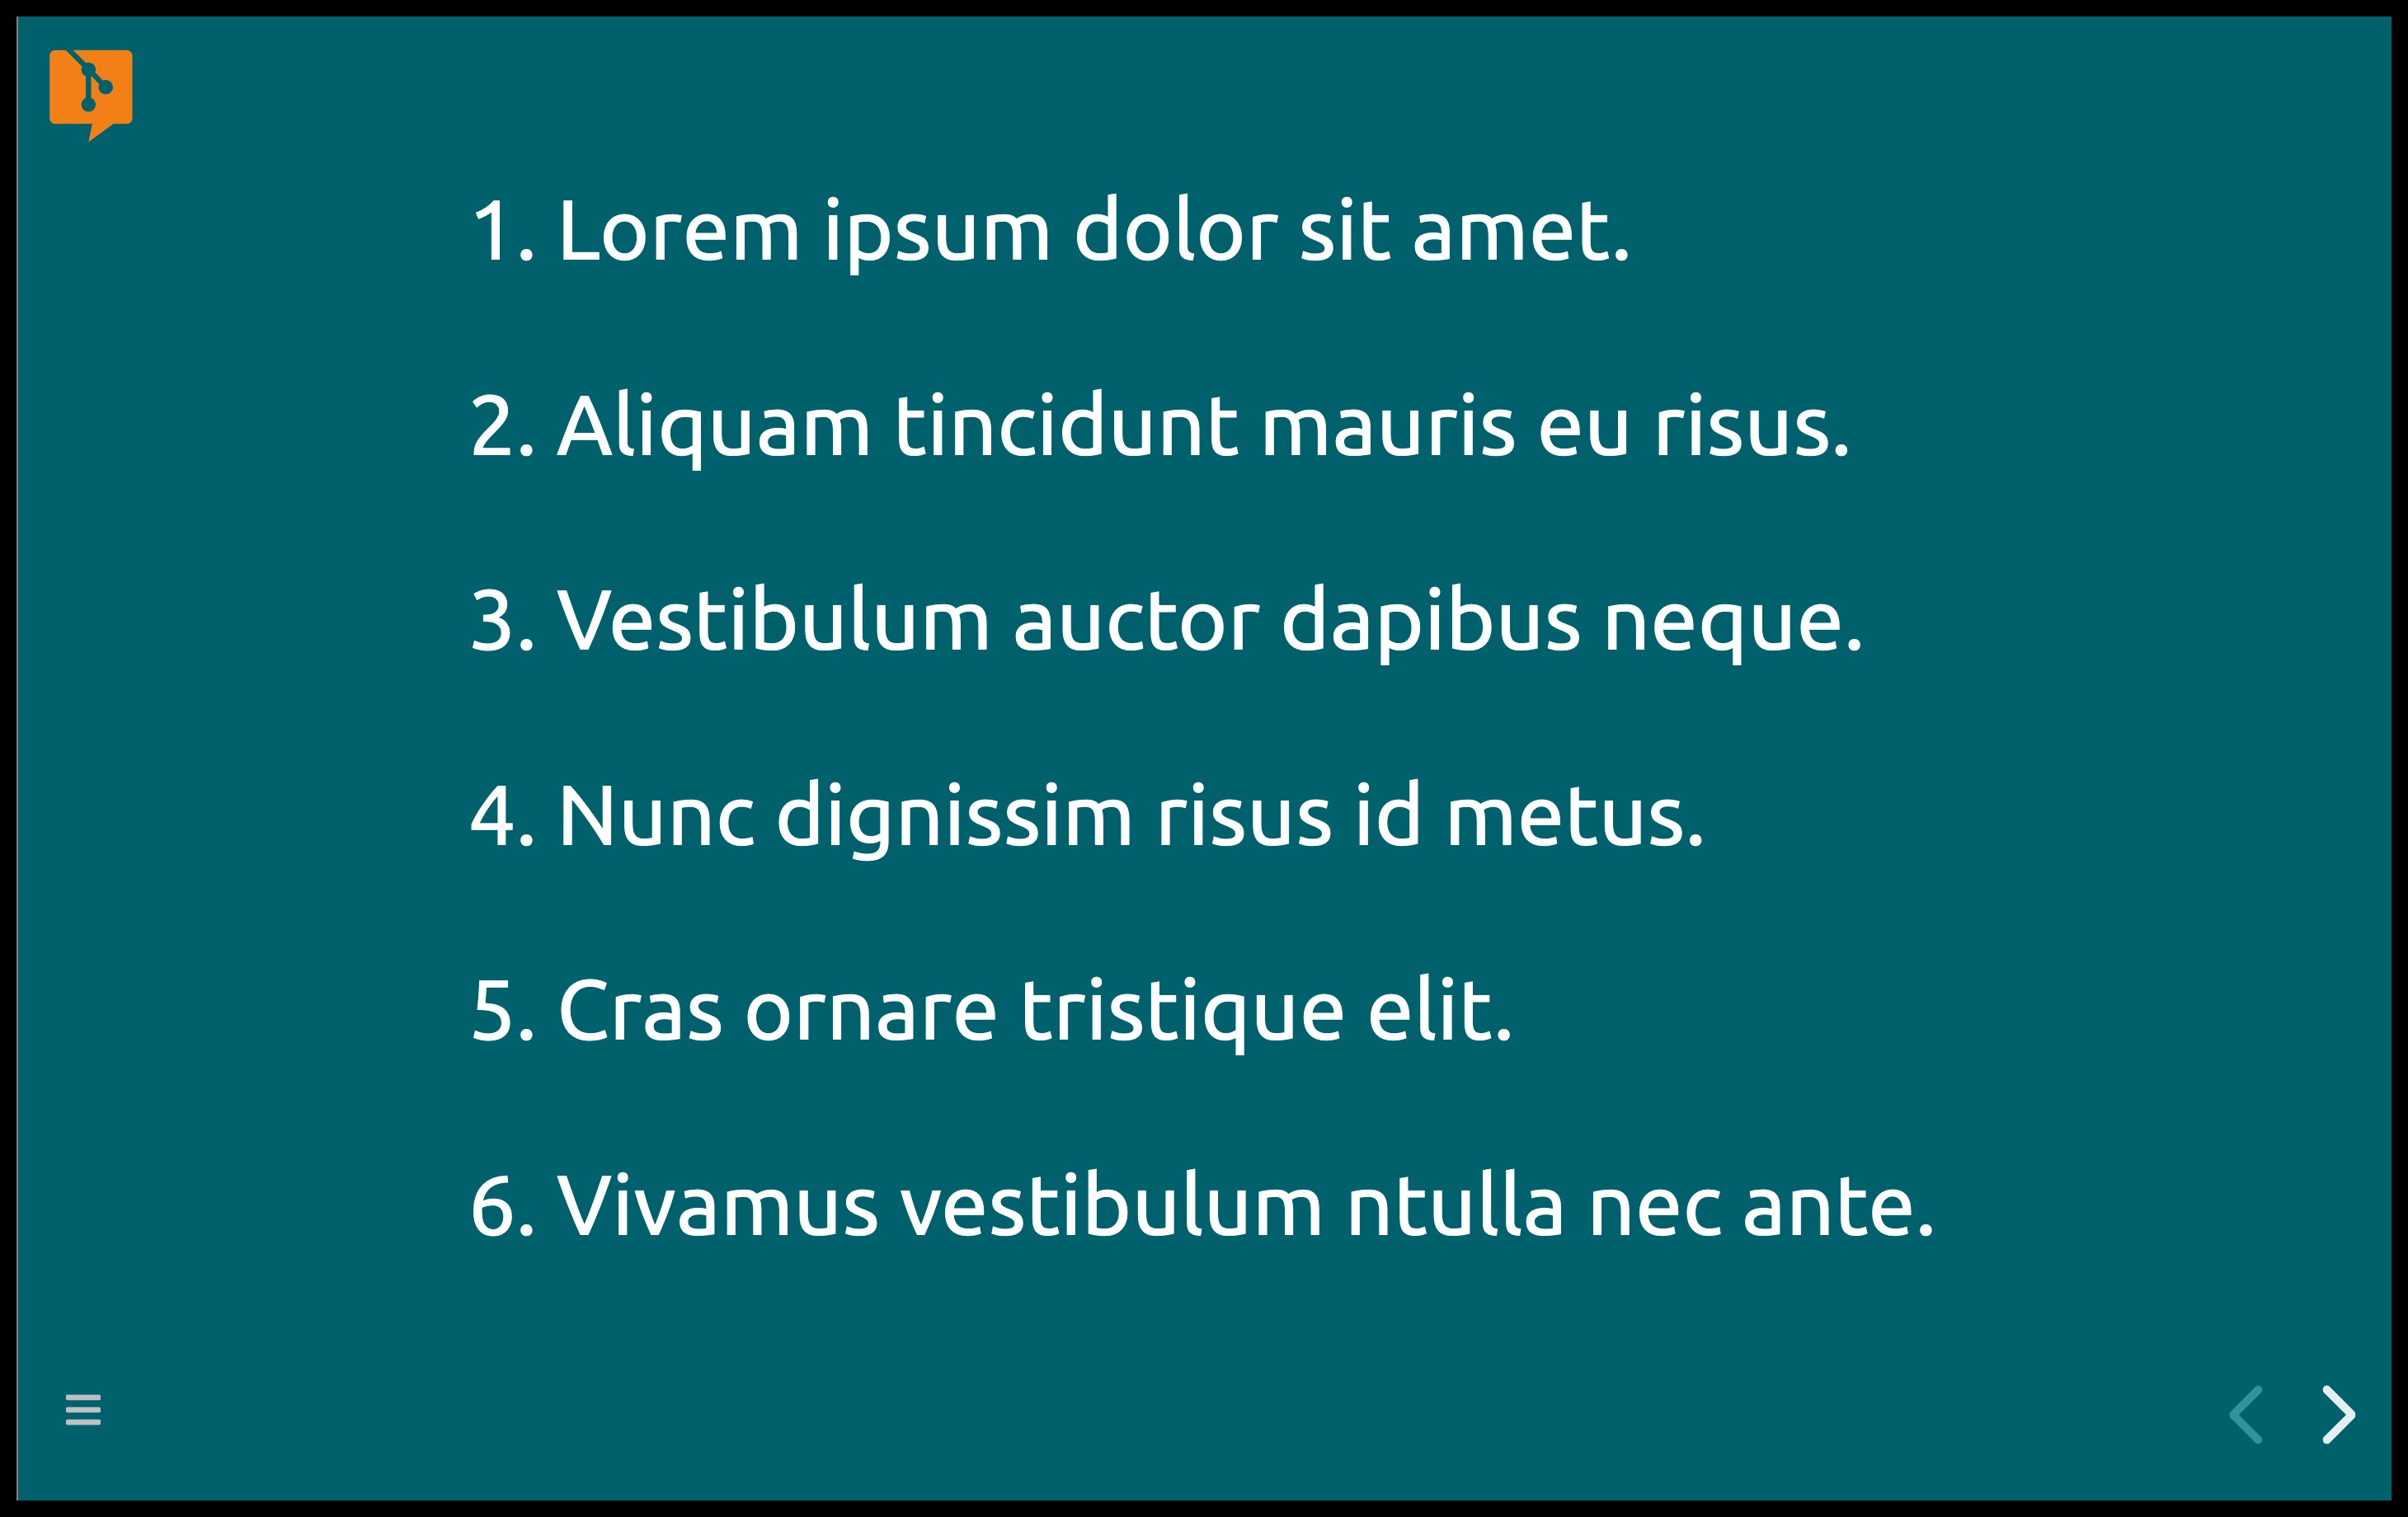 1. Lorem ipsum dolor sit amet.
2. Aliquam tincidunt mauris eu risus.
3. Vestibulum auctor dapibus neque.
4. Nunc dignissim risus id metus.
5. Cras ornare tristique elit.
6. Vivamus vestibulum ntulla nec ante.